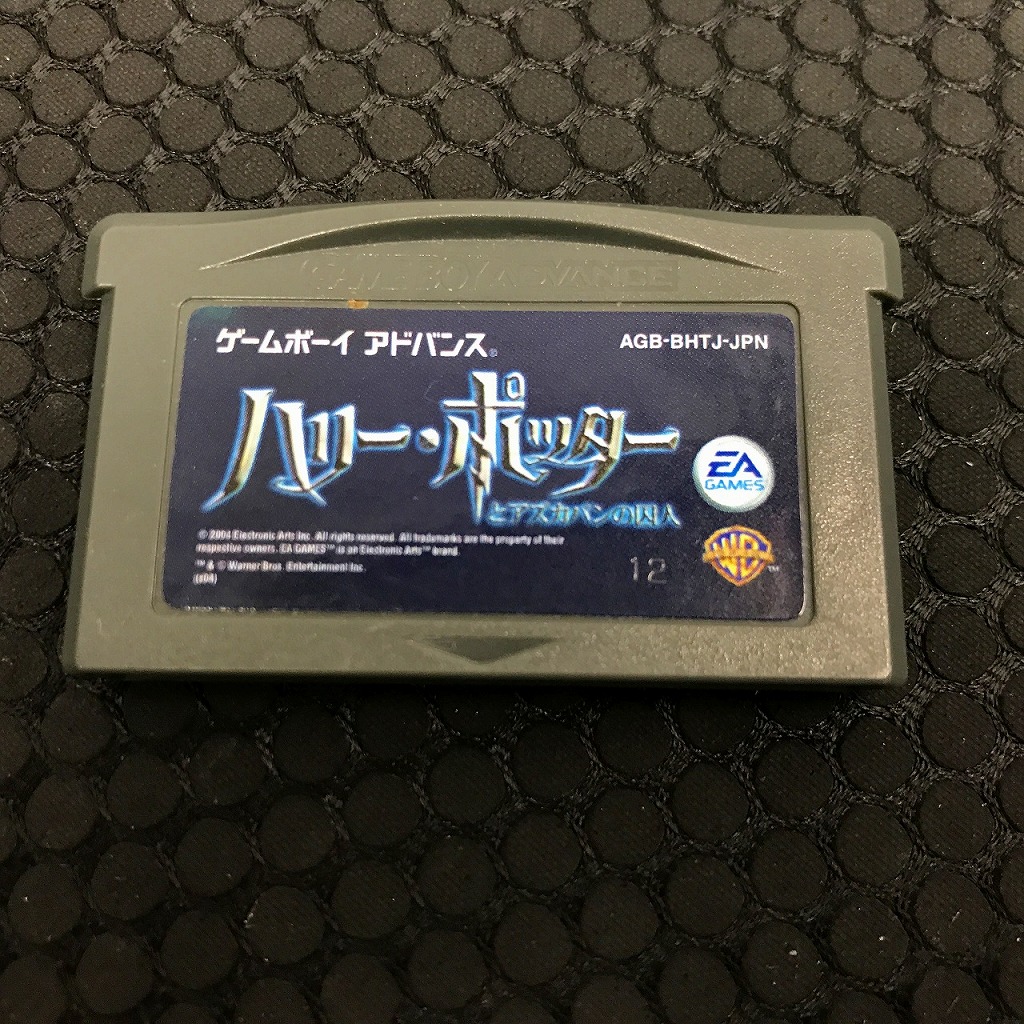 GAME BOY ADVANCE
ゲームボーイ アドバンス®
AGB-BHTJ-JPN
ハリー・ポッター
とアズカバンの囚人
EA
GAMES
© 2004 Electronic Arts Inc. All rights reserved. All trademarks are the property of their
respective owners. EA GAMES™ is an Electronic Arts™ brand.
™ & © Warner Bros. Entertainment Inc.
(s04)
12
WB™